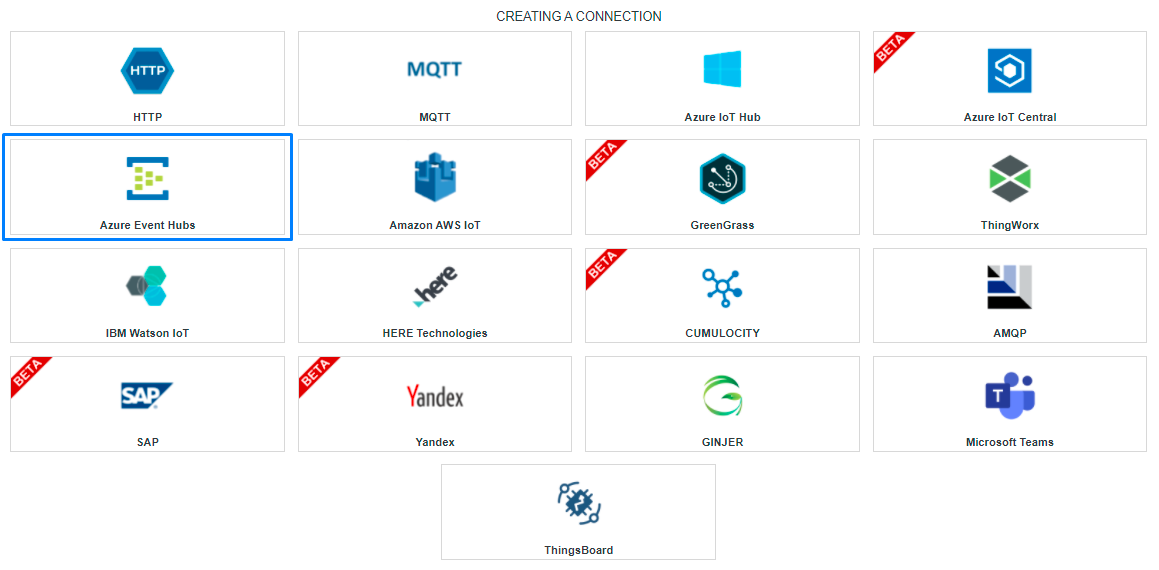 CREATING A CONNECTION
HTTP
MQTT
BETA
HTTP
MQTT
Azure IoT Hub
Azure IoT Central
BETA
Azure Event Hubs
Amazon AWS IoT
GreenGrass
ThingWorx
BETA
here
IBM Watson IoT
HERE Technologies
CUMULOCITY
AMQP
BETA
BETA
SAP
Yandex
T
SAP
Yandex
GINJER
Microsoft Teams
ThingsBoard